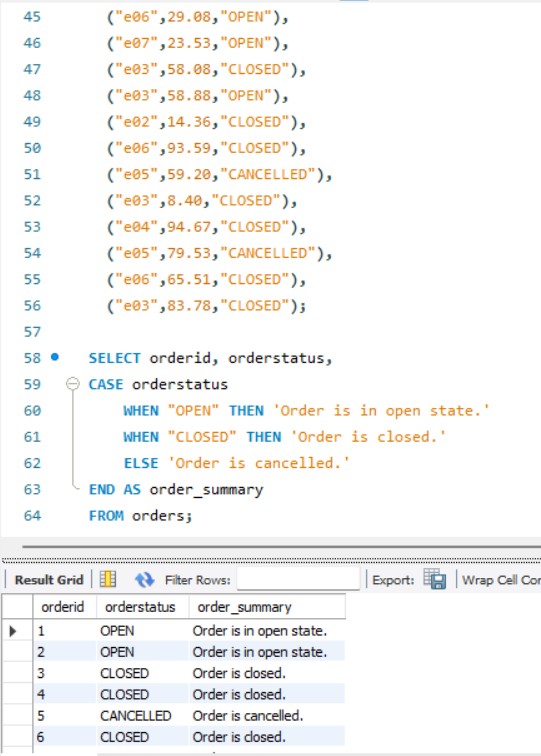 45 ("e06",29.08,"OPEN"),
46 ("e07",23.53,"OPEN"),
47 ("e03",58.08,"CLOSED"),
48 ("e03",58.88,"OPEN"),
49 ("e02",14.36,"CLOSED"),
50 ("e06",93.59,"CLOSED"),
51 ("e05",59.20,"CANCELLED"),
52 ("e03",8.40,"CLOSED"),
53 ("e04",94.67,"CLOSED"),
54 ("e05",79.53,"CANCELLED"),
55 ("e06",65.51,"CLOSED"),
56 ("e03",83.78,"CLOSED");
57
58 SELECT orderid, orderstatus,
59 CASE orderstatus
60 WHEN "OPEN" THEN 'Order is in open state.'
61 WHEN "CLOSED" THEN 'Order is closed.'
62 ELSE 'Order is cancelled.'
63 END AS order_summary
64 FROM orders;
Result Grid Filter Rows: Export: Wrap Cell Con
orderid orderstatus order_summary
1 OPEN Order is in open state.
2 OPEN Order is in open state.
3 CLOSED Order is closed.
4 CLOSED Order is closed.
5 CANCELLED Order is cancelled.
6 CLOSED Order is closed.